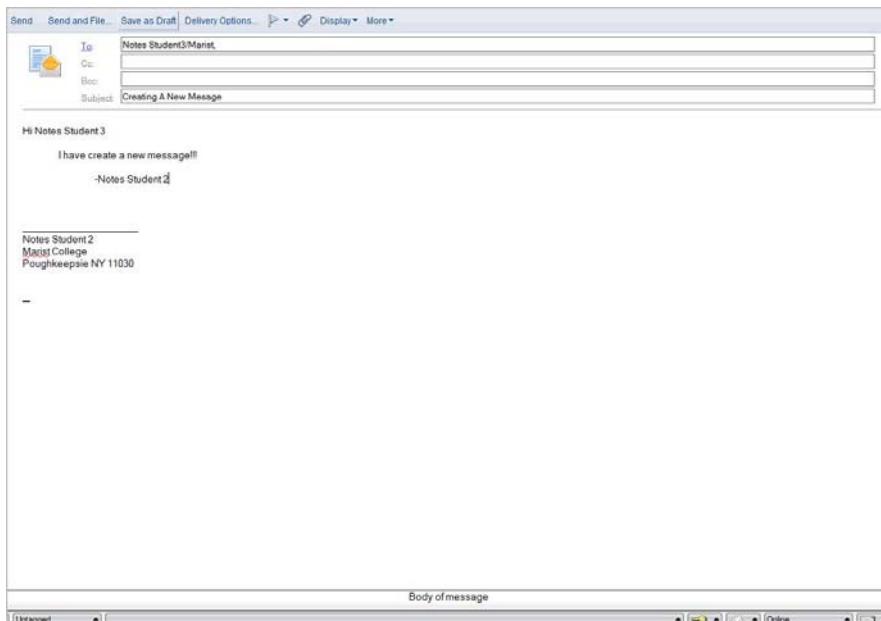 Send Send and File... Save as Draft Delivery Options... Display More
To: Notes Student3/Marist,
Cc:
Bcc:
Subject: Creating A New Mesage
Hi Notes Student 3
I have create a new message!!!
-Notes Student 2
Notes Student 2
Marist College
Poughkeepsie NY 11030
Body of message
Untagged Online